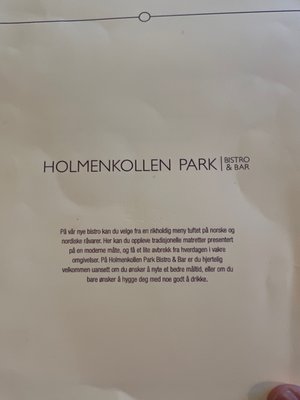 HOLMENKOLLEN PARK | BISTRO & BAR
På vår nye bistro kan du velge fra en rikholdig meny tuftet på norske og
nordiske råvarer. Her kan du oppleve tradisjonelle matretter presentert
på en moderne måte, og få et lite avbrekk fra hverdagen i vakre
omgivelser. På Holmenkollen Park Bistro & Bar er du hjertelig
velkommen uansett om du ønsker å nyte et bedre måltid, eller om du
bare ønsker å hygge deg med noe godt å drikke.